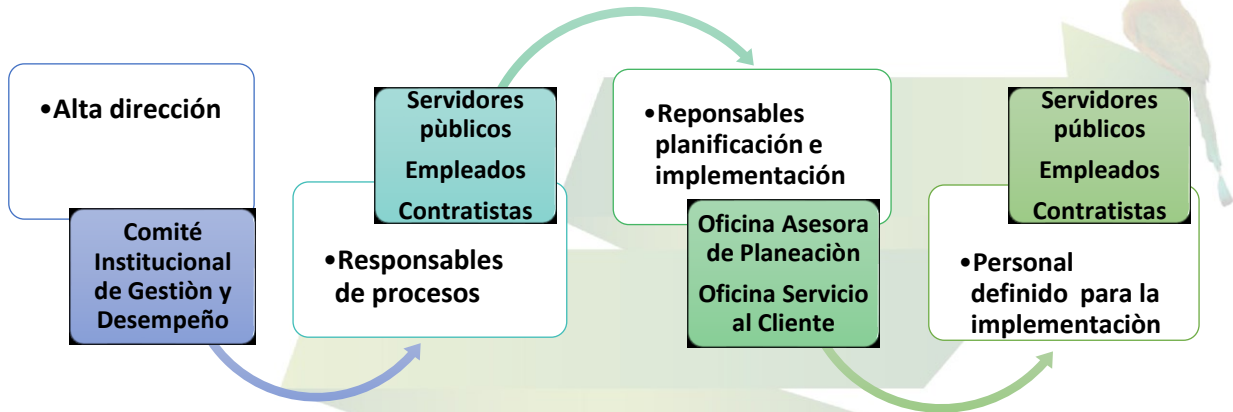 •Alta dirección
Comité
Institucional
de Gestiòn y
Desempeño
Servidores
pùblicos
Empleados
Contratistas
•Responsables
de procesos
•Reponsables
planificación e
implementación
Oficina Asesora
de Planeaciòn
Oficina Servicio
al Cliente
Servidores
públicos
Empleados
Contratistas
•Personal
definido para la
implementaciòn